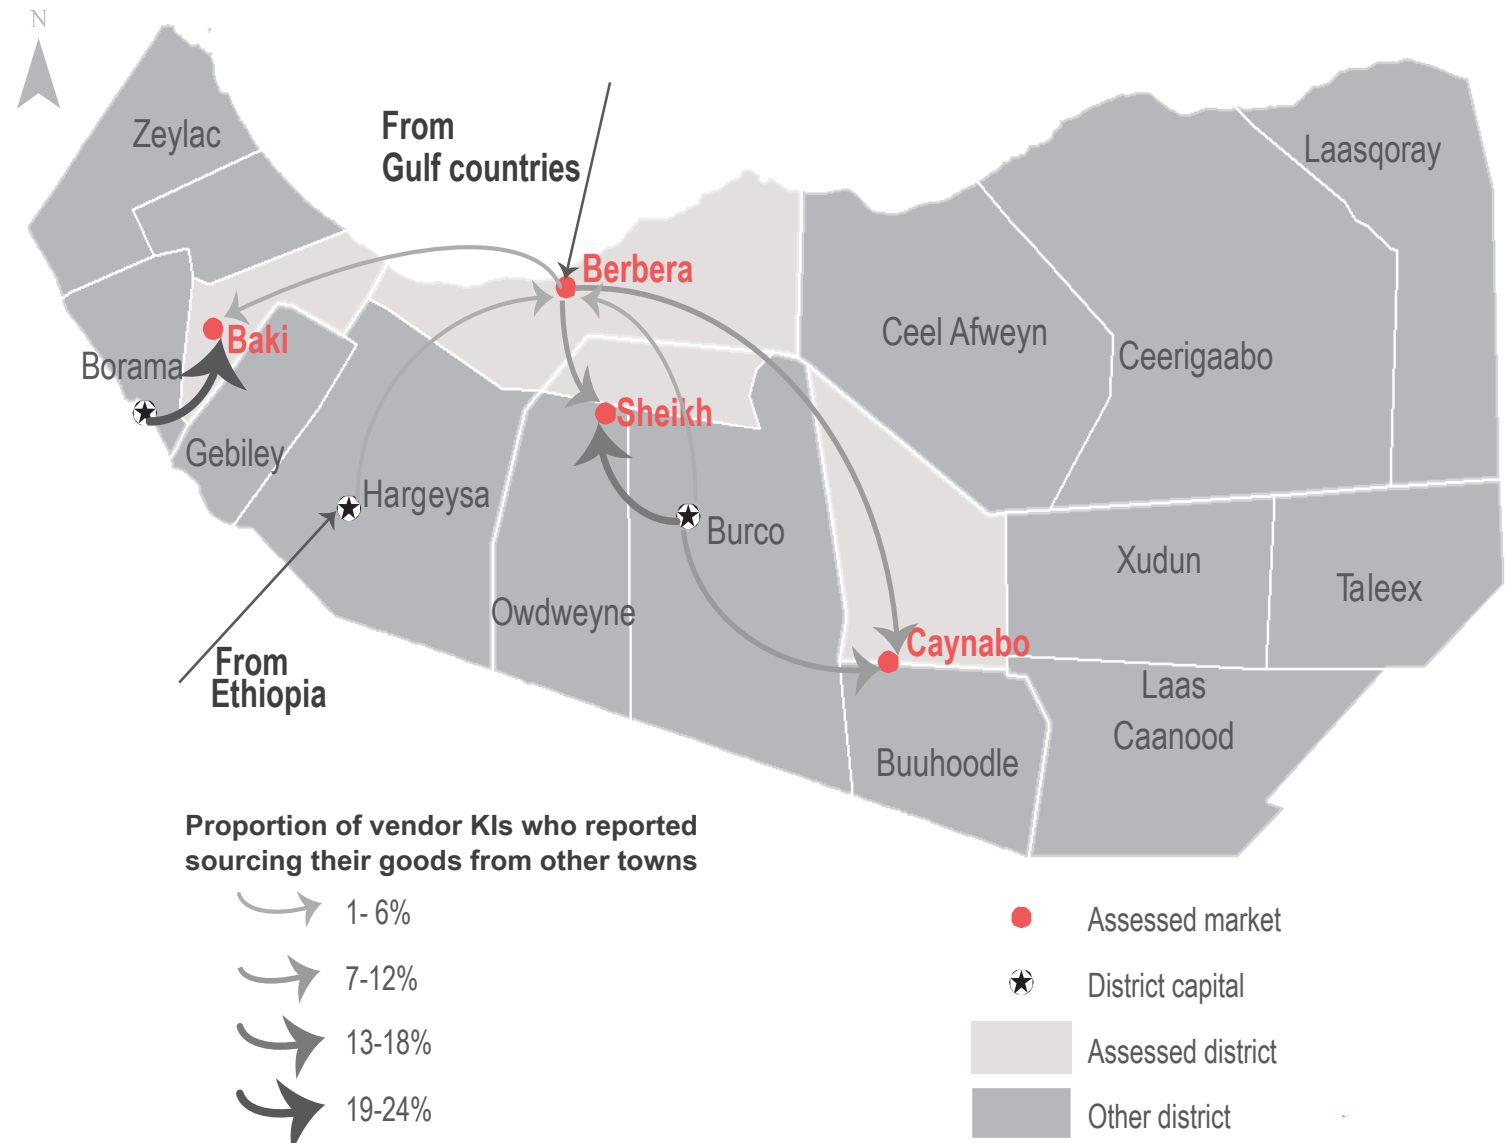 N
Zeylac
From
Gulf countries
Laasqoray
Berbera
Baki
Borama
Ceel Afweyn
Ceerigaabo
Sheikh
Gebiley
Hargeysa
Burco
Xudun
Taleex
Owdweyne
Caynabo
From
Ethiopia
Laas
Caanood
Buuhoodle
Proportion of vendor KIs who reported
sourcing their goods from other towns
1- 6%
7-12%
13-18%
19-24%
Assessed market
District capital
Assessed district
Other district